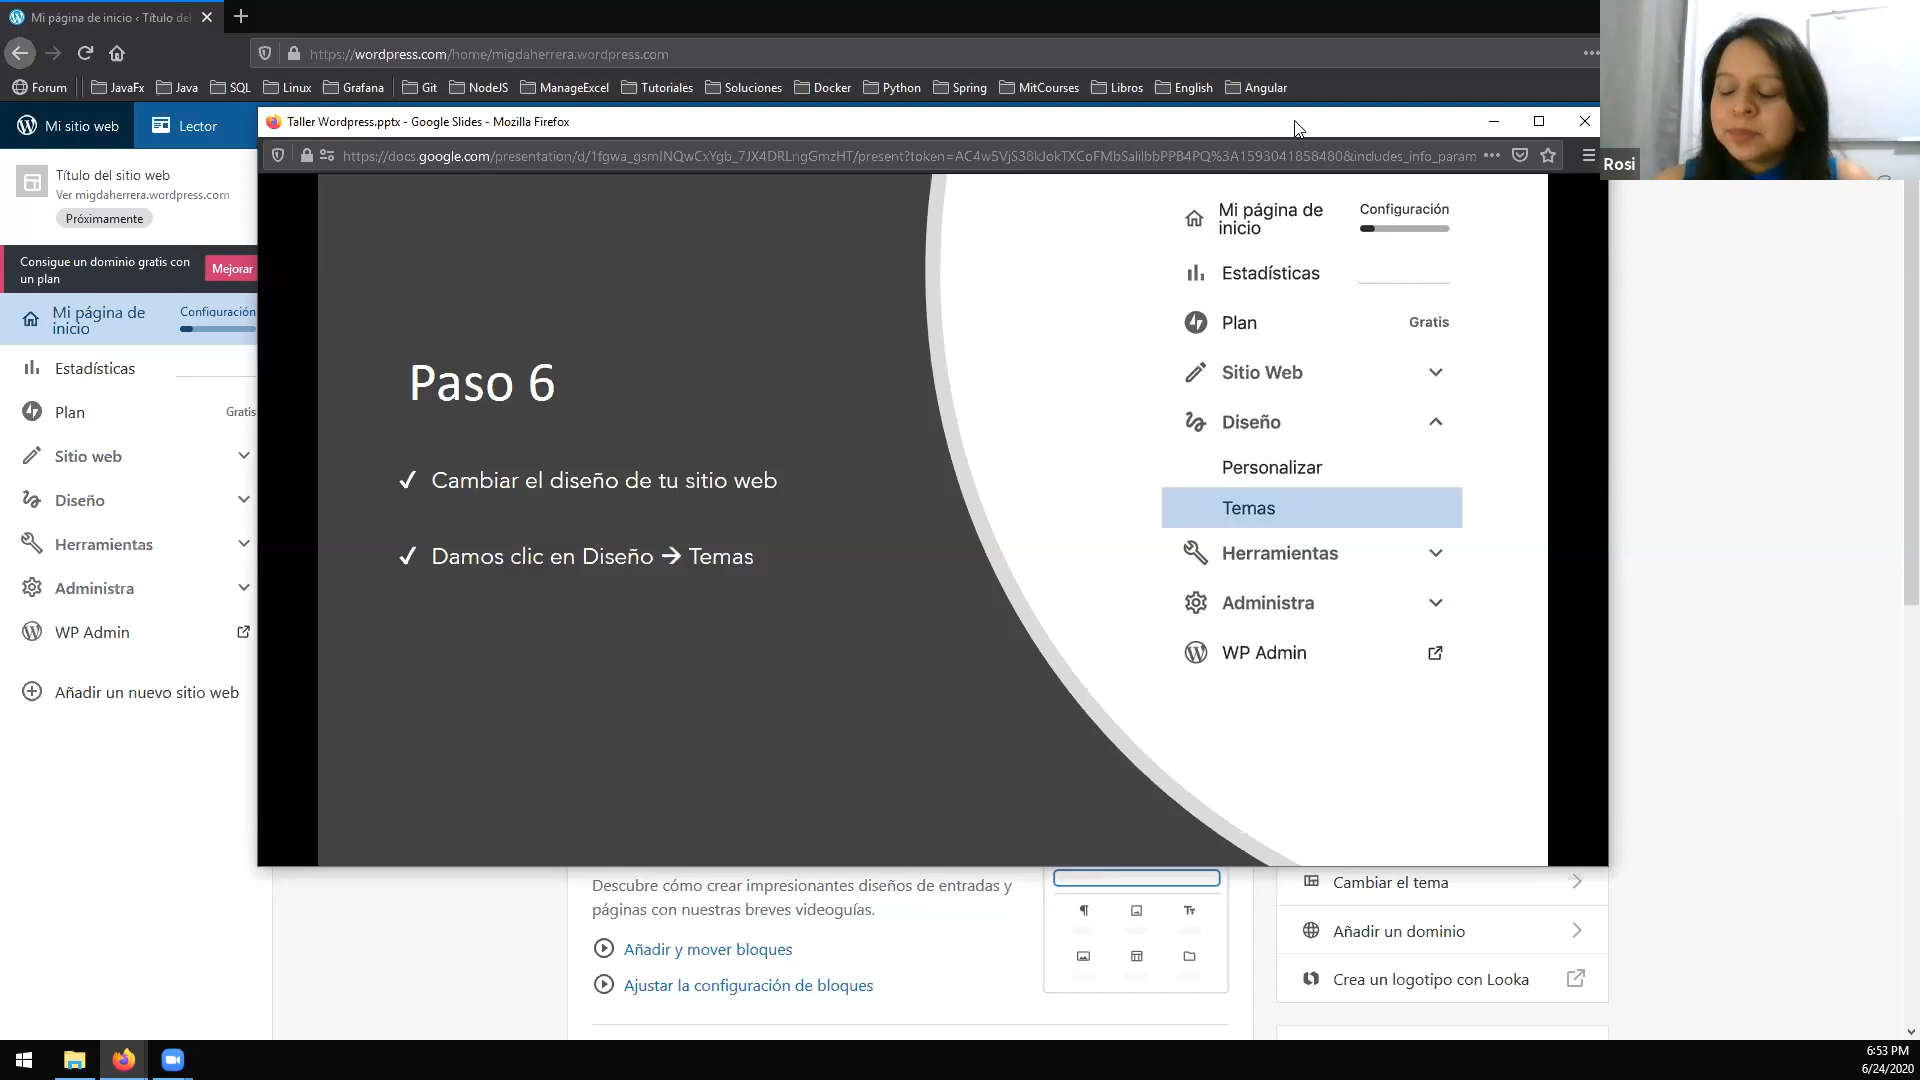 Mi página de inicio ‹ Título del
https://wordpress.com/home/migdaherrera.wordpress.com
Forum JavaFx Java SQL Linux Grafana Git NodeJS ManageExcel Tutoriales Soluciones Docker Python Spring MitCourses Libros English Angular
Mi sitio web Lector
Título del sitio web
Ver migdaherrera.wordpress.com
Próximamente
Consigue un dominio gratis con
un plan
Mejorar
Mi página de
inicio
Configuración
Estadísticas
Plan Gratis
Sitio web
Diseño
Herramientas
Administra
WP Admin
Añadir un nuevo sitio web
Taller Wordpress.pptx - Google Slides - Mozilla Firefox
https://docs.google.com/presentation/d/1fgwa_gsmINQwCxYgb_7JX4DRLngGmzHT/present?token=AC4w5VjS38kJokTXCoFMbSaIilbbPPB4PQ%3A1593041858480&includes_info_param
Paso 6
✓ Cambiar el diseño de tu sitio web
✓ Damos clic en Diseño → Temas
Mi página de
inicio
Configuración
Estadísticas
Plan Gratis
Sitio Web
Diseño
Personalizar
Temas
Herramientas
Administra
WP Admin
Rosi
Descubre cómo crear impresionantes diseños de entradas y
páginas con nuestras breves videoguías.
Añadir y mover bloques
Ajustar la configuración de bloques
Cambiar el tema
Añadir un dominio
Crea un logotipo con Looka
6:53 PM
6/24/2020